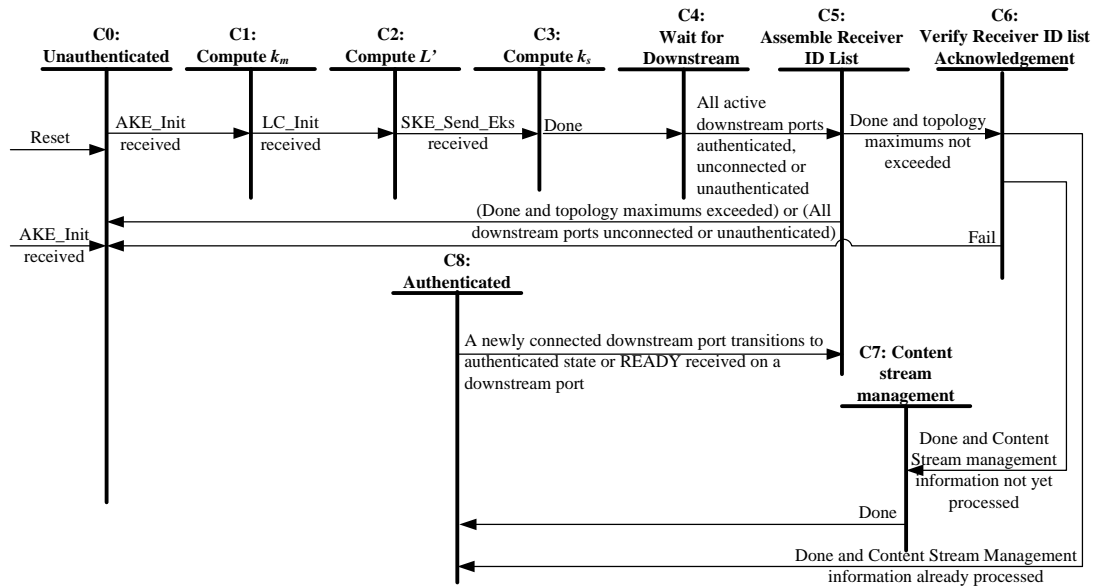 C0:
Unauthenticated
C1:
Compute km
C2:
Compute L’
C3:
Compute ks
C4:
Wait for
Downstream
C5:
Assemble Receiver
ID List
C6:
Verify Receiver ID list
Acknowledgement
Reset
AKE_Init
received
LC_Init
received
SKE_Send_Eks
received
Done
All active
downstream ports
authenticated,
unconnected or
unauthenticated
Done and topology
maximums not
exceeded
(Done and topology maximums exceeded) or (All
downstream ports unconnected or unauthenticated)
AKE_Init
received
Fail
C8:
Authenticated
A newly connected downstream port transitions to
authenticated state or READY received on a
downstream port
C7: Content
stream
management
Done and Content
Stream management
information not yet
processed
Done
Done and Content Stream Management
information already processed